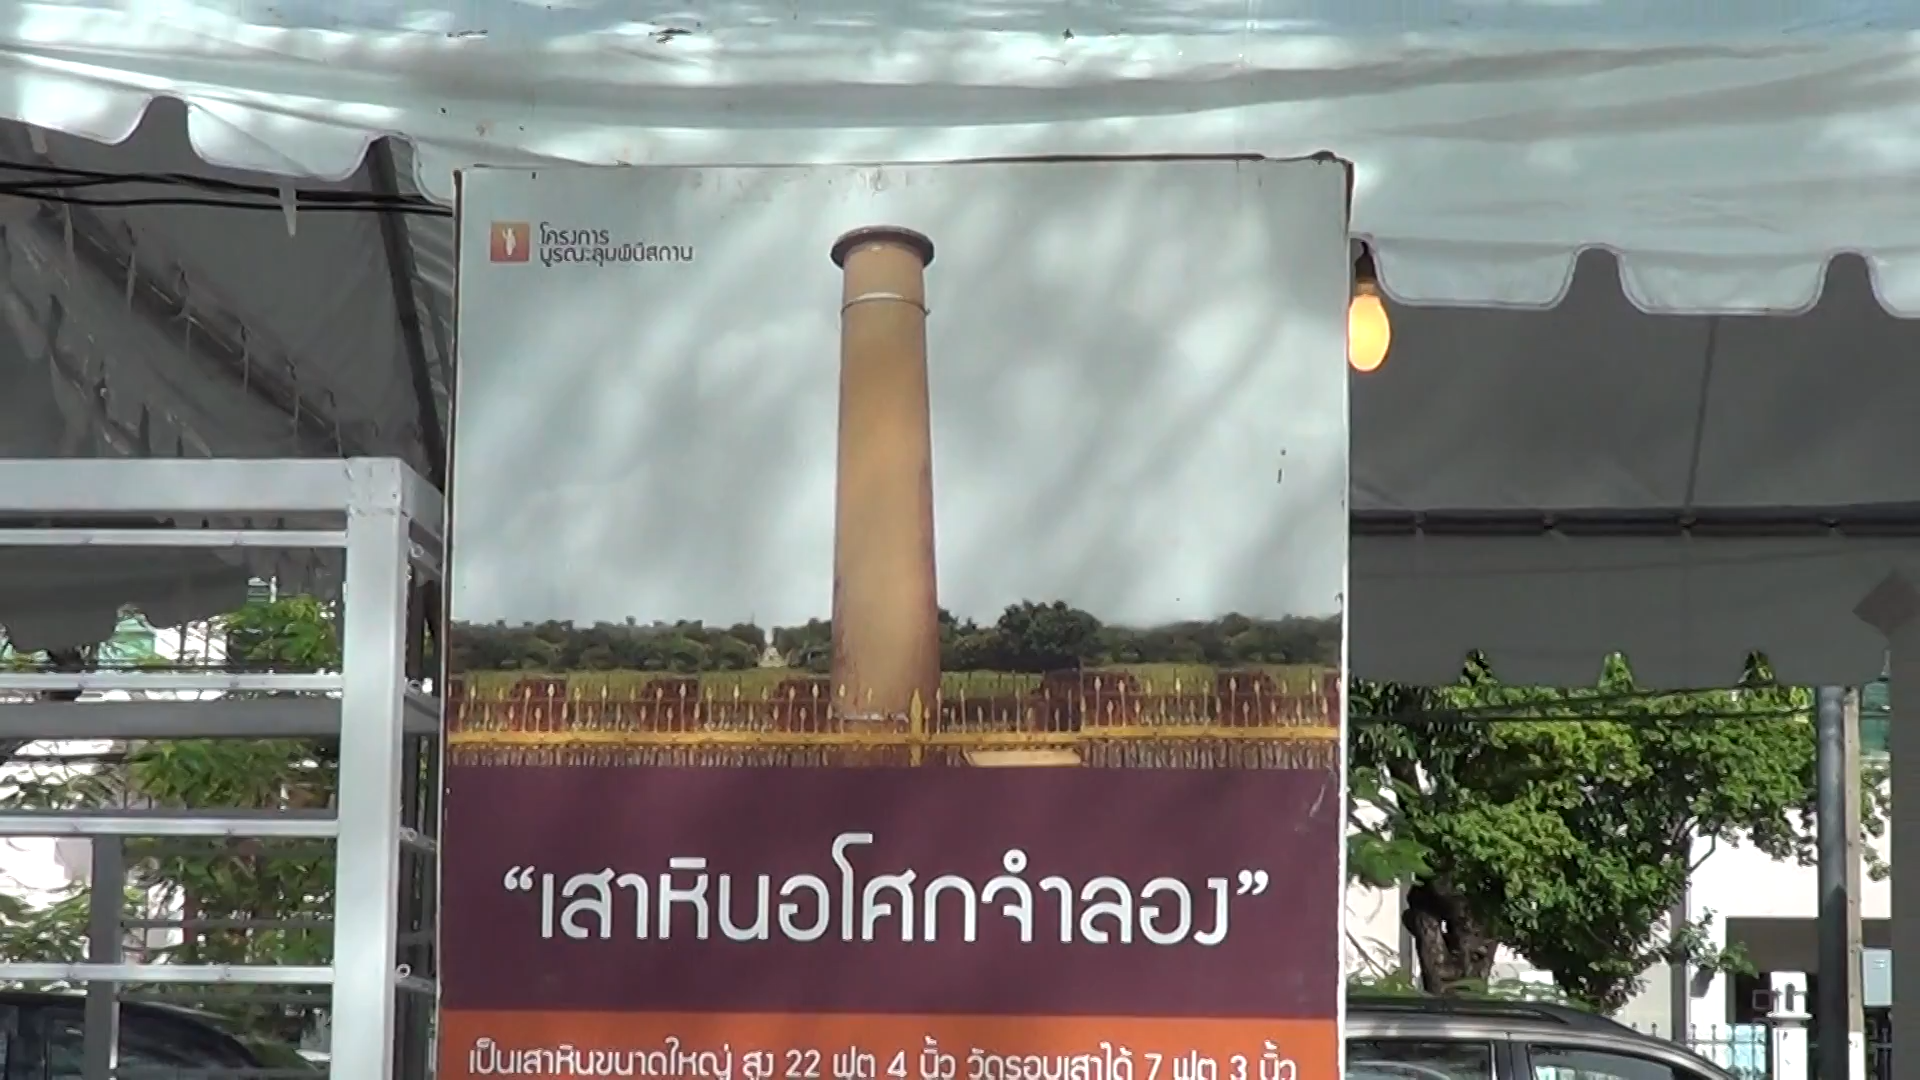 โครงการ
บูรณะลุมพินีสถาน
“เสาหินอโศกจำลอง”
เป็นเสาหินขนาดใหญ่ สูง 22 ฟุต 4 นิ้ว วัดรอบเสาได้ 7 ฟุต 3 นิ้ว